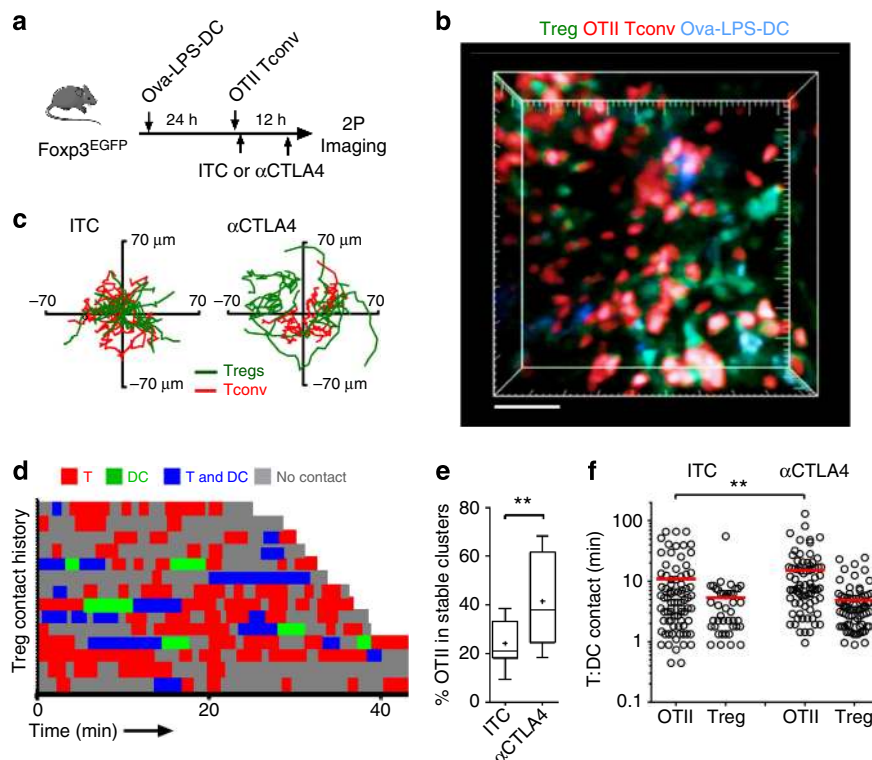 a
Ova-LPS-DC
OTII Tconv
24 h
12 h
2P
Imaging
Foxp3EGFP
ITC or αCTLA4
b
Treg OTII Tconv Ova-LPS-DC
c
ITC
αCTLA4
70 µm
70 µm
–70
70
–70
70
Tregs
Tconv
–70 µm
–70 µm
d
T
DC
T and DC
No contact
Treg contact history
0
20
40
Time (min)
e
**
80
60
40
20
0
% OTII in stable clusters
ITC
αCTLA4
f
ITC
αCTLA4
**
100
10
1
0.1
T:DC contact (min)
OTII
Treg
OTII
Treg